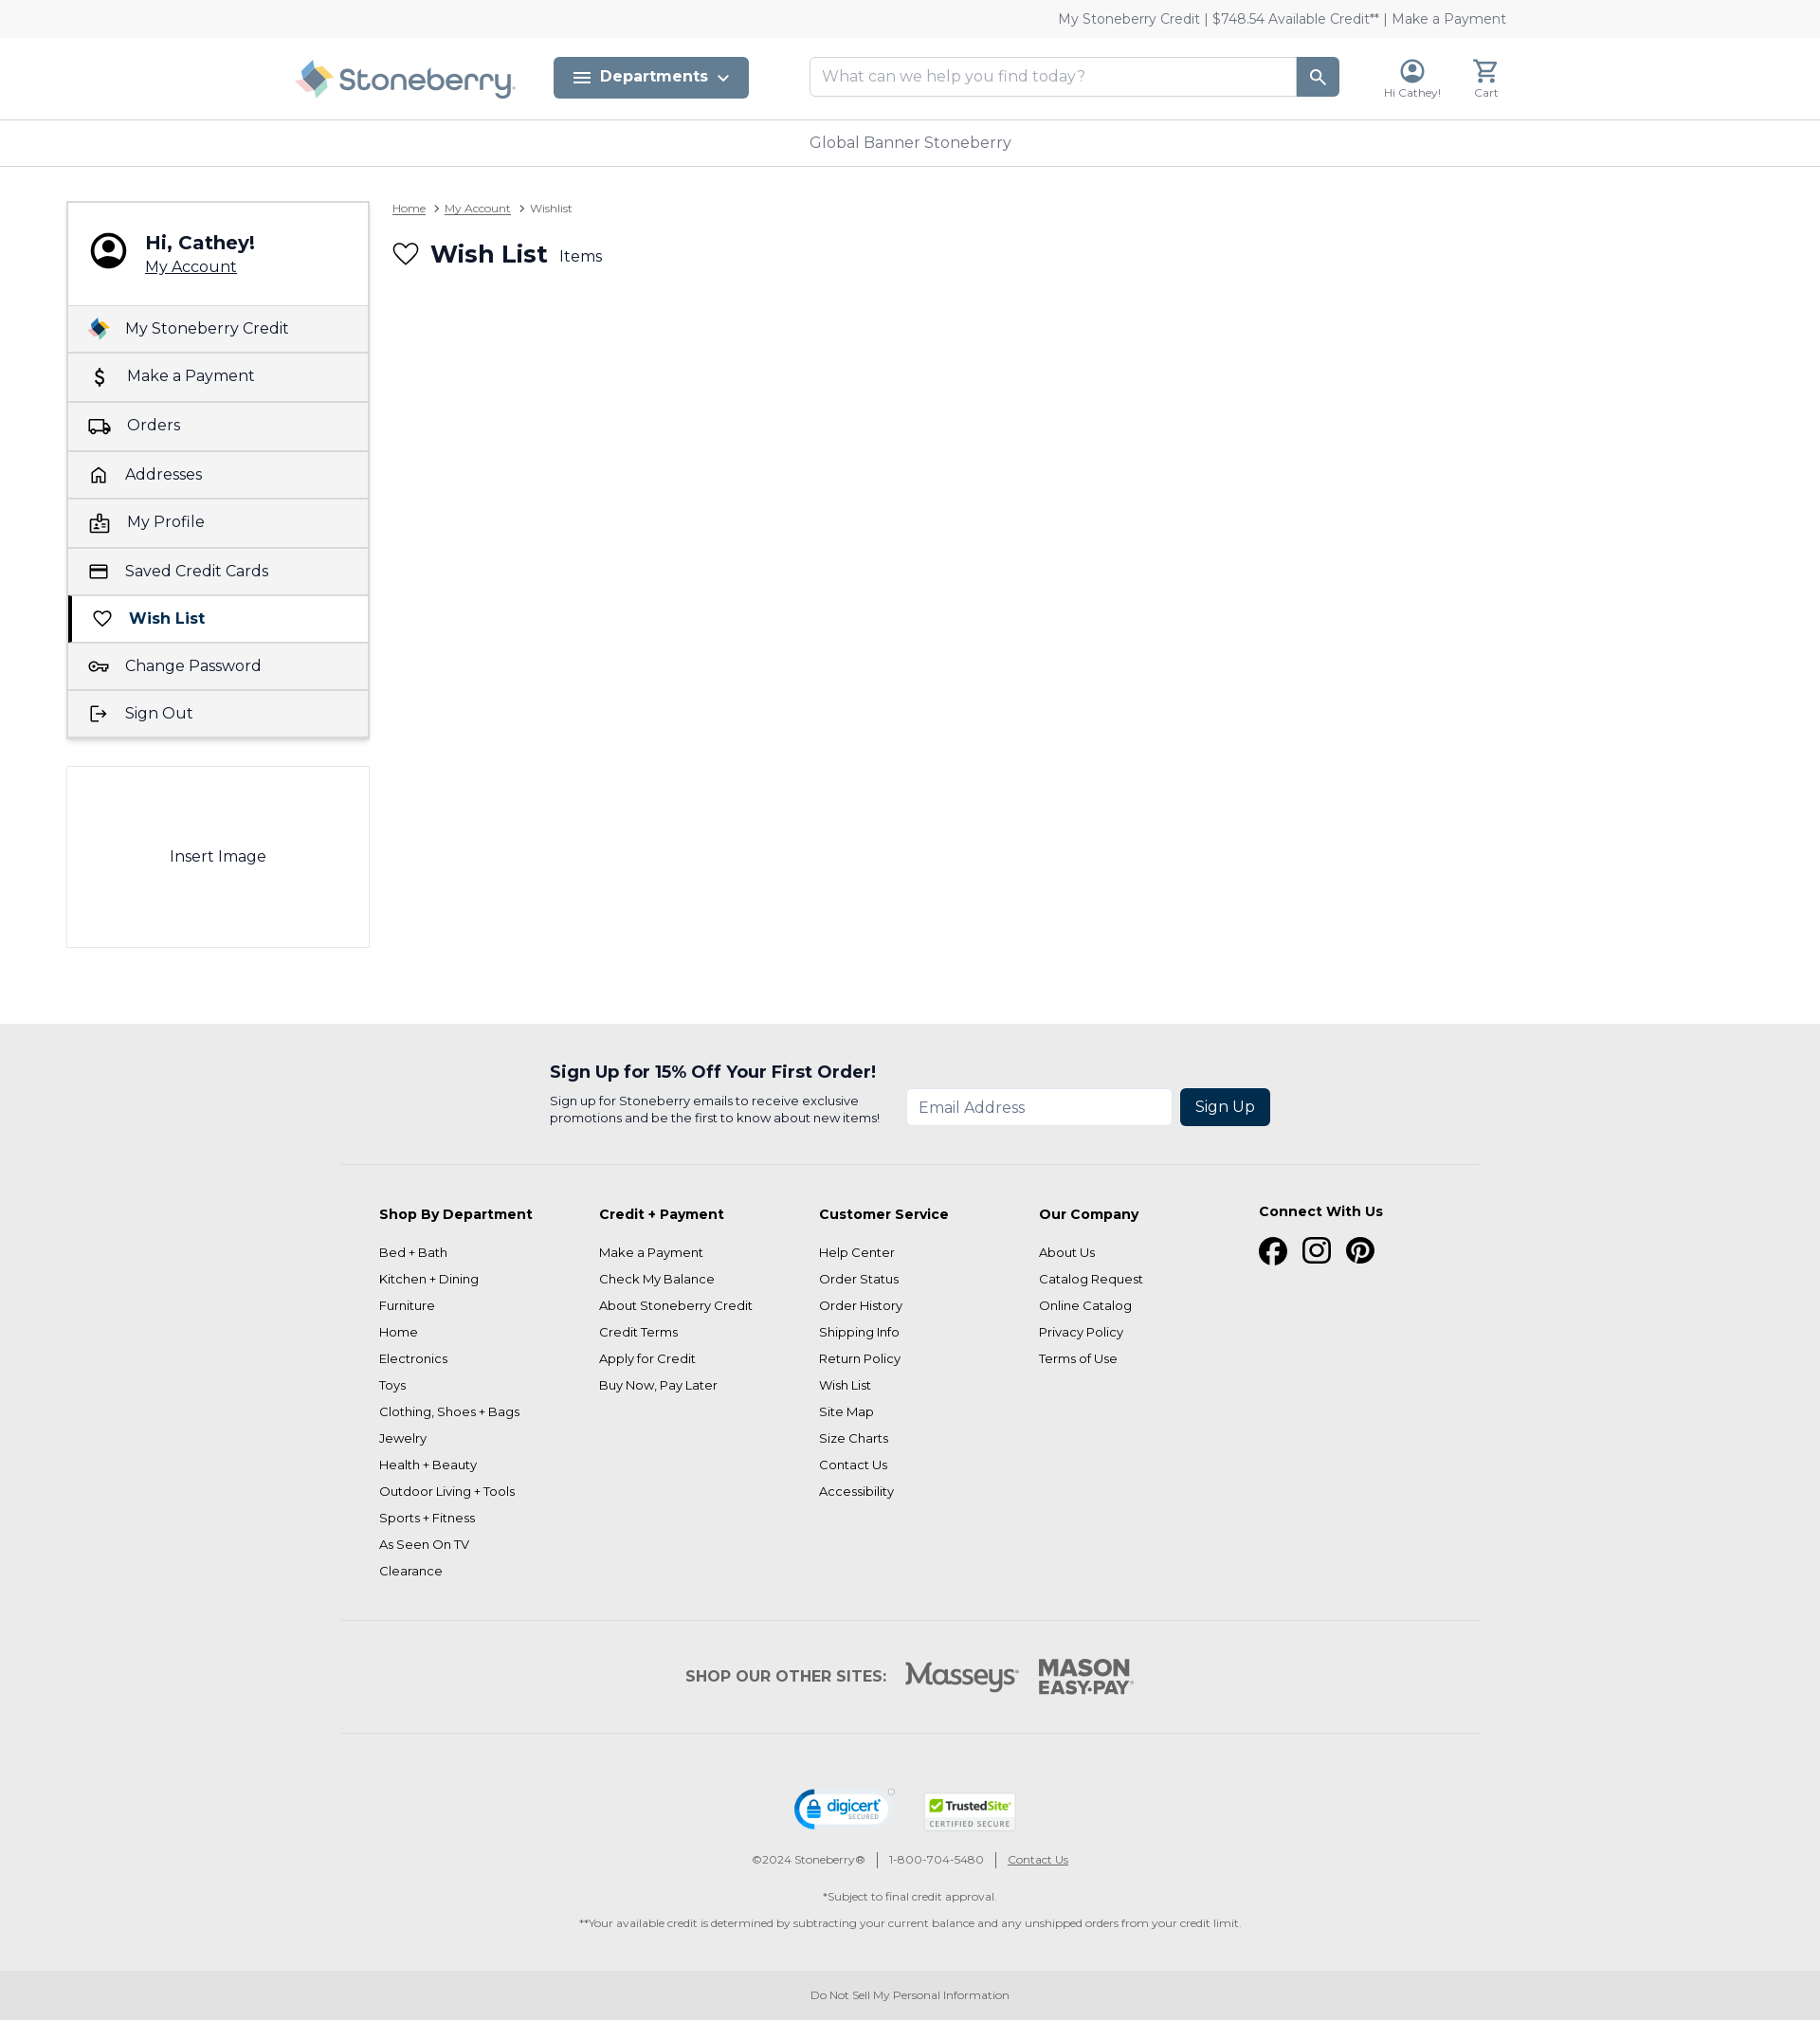 My Stoneberry Credit | $748.54 Available Credit** | Make a Payment
Stoneberry
Departments
What can we help you find today?
Hi Cathey!
Cart
Global Banner Stoneberry
Hi, Cathey!
My Account
My Stoneberry Credit
Make a Payment
Orders
Addresses
My Profile
Saved Credit Cards
Wish List
Change Password
Sign Out
Insert Image
Home > My Account > Wishlist
Wish List Items
Sign Up for 15% Off Your First Order!
Sign up for Stoneberry emails to receive exclusive
promotions and be the first to know about new items!
Email Address
Sign Up
Shop By Department
Bed + Bath
Kitchen + Dining
Furniture
Home
Electronics
Toys
Clothing, Shoes + Bags
Jewelry
Health + Beauty
Outdoor Living + Tools
Sports + Fitness
As Seen On TV
Clearance
Credit + Payment
Make a Payment
Check My Balance
About Stoneberry Credit
Credit Terms
Apply for Credit
Buy Now, Pay Later
Customer Service
Help Center
Order Status
Order History
Shipping Info
Return Policy
Wish List
Site Map
Size Charts
Contact Us
Accessibility
Our Company
About Us
Catalog Request
Online Catalog
Privacy Policy
Terms of Use
Connect With Us
SHOP OUR OTHER SITES:
Masseys®
MASON
EASY•PAY®
digicert®
SECURED
TrustedSite
CERTIFIED SECURE
©2024 Stoneberry® | 1-800-704-5480 | Contact Us
*Subject to final credit approval.
**Your available credit is determined by subtracting your current balance and any unshipped orders from your credit limit.
Do Not Sell My Personal Information